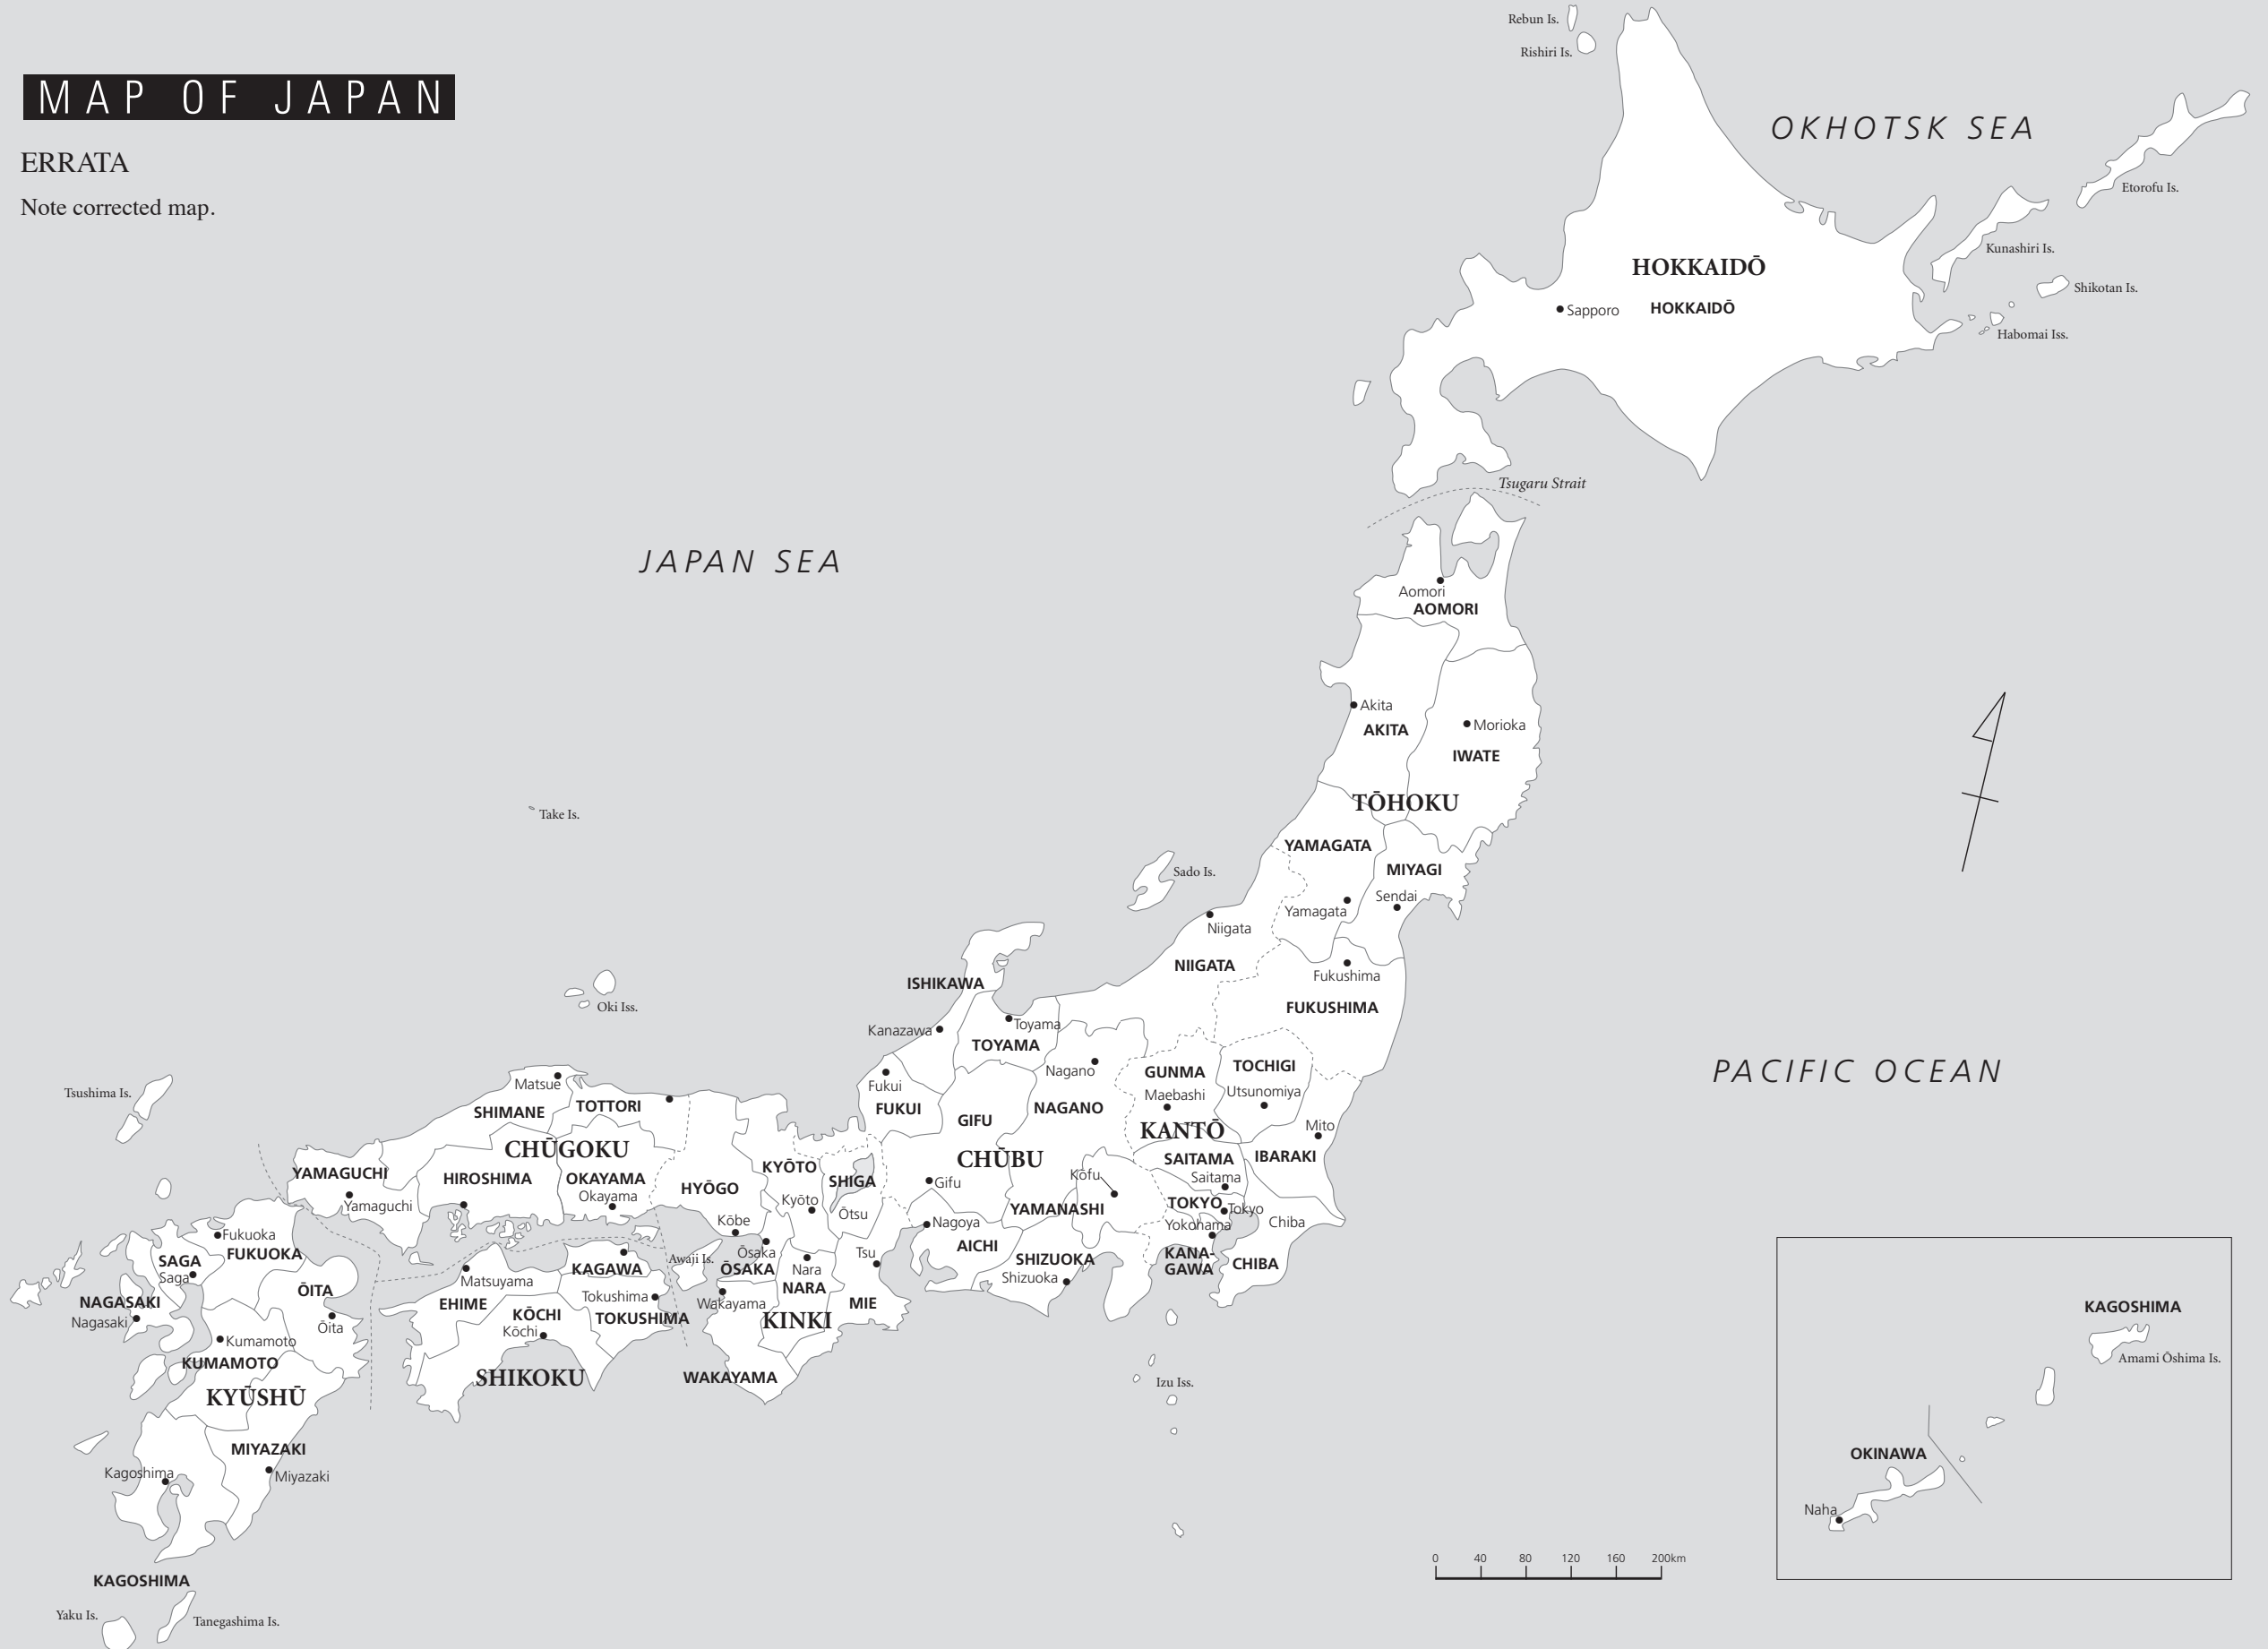 MAP OF JAPAN
ERRATA
Note corrected map.
Rebun Is.
Rishiri Is.
OKHOTSK SEA
Etorofu Is.
Kunashiri Is.
Shikotan Is.
Habomai Iss.
HOKKAIDŌ
Sapporo
HOKKAIDŌ
Tsugaru Strait
JAPAN SEA
Aomori
AOMORI
Akita
AKITA
Morioka
IWATE
TŌHOKU
Take Is.
YAMAGATA
MIYAGI
Sado Is.
Sendai
Yamagata
Niigata
NIIGATA
Fukushima
FUKUSHIMA
ISHIKAWA
Oki Iss.
Kanazawa
Toyama
TOYAMA
Nagano
NAGANO
GUNMA
Maebashi
TOCHIGI
Utsunomiya
PACIFIC OCEAN
Tsushima Is.
Matsue
SHIMANE
TOTTORI
Fukui
FUKUI
GIFU
KANTŌ
Mito
CHŪGOKU
CHŪBU
SAITAMA
Saitama
IBARAKI
YAMAGUCHI
Yamaguchi
HIROSHIMA
OKAYAMA
Okayama
HYŌGO
KYŌTO
Kyōto
SHIGA
Ōtsu
Gifu
Kōfu
YAMANASHI
TOKYO
Tokyo
Yokohama
Chiba
Kōbe
Nagoya
AICHI
SHIZUOKA
Shizuoka
KANA-
GAWA
CHIBA
Fukuoka
FUKUOKA
SAGA
Saga
KAGAWA
Awaji Is.
Ōsaka
ŌSAKA
Nara
NARA
Tsu
MIE
Matsuyama
EHIME
Tokushima
TOKUSHIMA
Wakayama
KINKI
ŌITA
Ōita
NAGASAKI
Nagasaki
KŌCHI
Kōchi
Kumamoto
KUMAMOTO
SHIKOKU
WAKAYAMA
Izu Iss.
KYŪSHŪ
MIYAZAKI
Miyazaki
Kagoshima
KAGOSHIMA
Yaku Is.
Tanegashima Is.
KAGOSHIMA
Amami Ōshima Is.
OKINAWA
Naha
0 40 80 120 160 200km